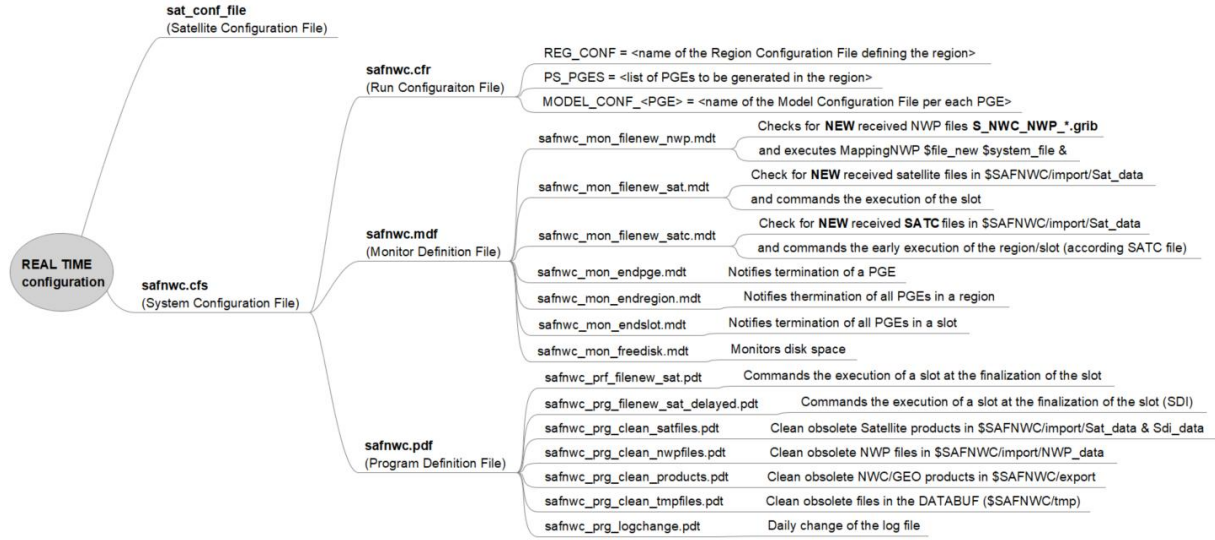 sat_conf_file
(Satellite Configuration File)
REAL TIME
configuration
safnwc.cfs
(System Configuration File)
safnwc.cfr
(Run Configuraiton File)
REG_CONF = <name of the Region Configuration File defining the region>
PS_PGES = <list of PGEs to be generated in the region>
MODEL_CONF_<PGE> = <name of the Model Configuration File per each PGE>
safnwc.mdf
(Monitor Definition File)
safnwc_mon_filenew_nwp.mdt
Checks for NEW received NWP files S_NWC_NWP_*.grib
and executes MappingNWP $file_new $system_file &
safnwc_mon_filenew_sat.mdt
Check for NEW received satellite files in $SAFNWC/import/Sat_data
and commands the execution of the slot
safnwc_mon_filenew_satc.mdt
Check for NEW received SATC files in $SAFNWC/import/Sat_data
and commands the early execution of the region/slot (according SATC file)
safnwc_mon_endpge.mdt Notifies termination of a PGE
safnwc_mon_endregion.mdt Notifies thermination of all PGEs in a region
safnwc_mon_endslot.mdt Notifies termination of all PGEs in a slot
safnwc_mon_freedisk.mdt Monitors disk space
safnwc.pdf
(Program Definition File)
safnwc_prf_filenew_sat.pdt Commands the execution of a slot at the finalization of the slot
safnwc_prg_filenew_sat_delayed.pdt Commands the execution of a slot at the finalization of the slot (SDI)
safnwc_prg_clean_satfiles.pdt Clean obsolete Satellite products in $SAFNWC/import/Sat_data & Sdi_data
safnwc_prg_clean_nwpfiles.pdt Clean obsolete NWP files in $SAFNWC/import/NWP_data
safnwc_prg_clean_products.pdt Clean obsolete NWC/GEO products in $SAFNWC/export
safnwc_prg_clean_tmpfiles.pdt Clean obsolete files in the DATABUF ($SAFNWC/tmp)
safnwc_prg_logchange.pdt Daily change of the log file